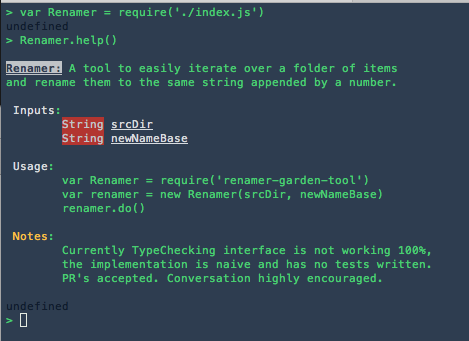 > var Renamer = require('./index.js')
undefined
> Renamer.help()
Renamer: A tool to easily iterate over a folder of items
and rename them to the same string appended by a number.
Inputs:
String srcDir
String newNameBase
Usage:
var Renamer = require('renamer-garden-tool')
var renamer = new Renamer(srcDir, newNameBase)
renamer.do()
Notes:
Currently TypeChecking interface is not working 100%,
the implementation is naive and has no tests written.
PR's accepted. Conversation highly encouraged.
undefined
>